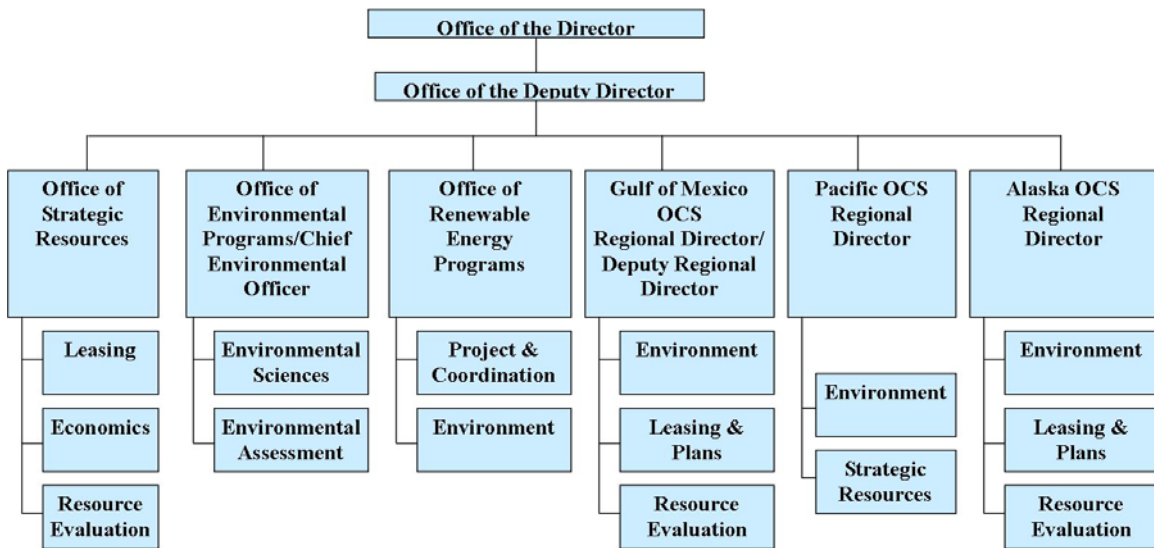 Office of the Director
Office of the Deputy Director
Office of
Strategic
Resources
Office of
Environmental
Programs/Chief
Environmental
Officer
Office of
Renewable
Energy
Programs
Gulf of Mexico
OCS
Regional Director/
Deputy Regional
Director
Pacific OCS
Regional
Director
Alaska OCS
Regional
Director
Leasing
Economics
Resource
Evaluation
Environmental
Sciences
Environmental
Assessment
Project &
Coordination
Environment
Environment
Leasing &
Plans
Resource
Evaluation
Environment
Strategic
Resources
Environment
Leasing &
Plans
Resource
Evaluation